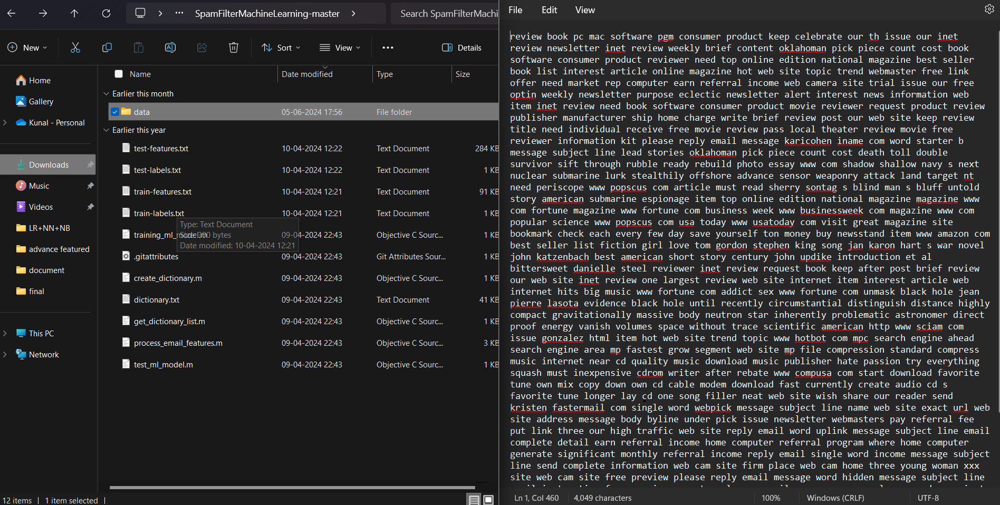 SpamFilterMachineLearning-master
Search SpamFilterMachi
New
Sort
View
Details
Home
Gallery
Kunal - Personal
Downloads
Music
Videos
LR+NN+NB
advance featured
document
final
This PC
Network
Name Date modified Type Size
Earlier this month
data 05-06-2024 17:56 File folder
Earlier this year
test-features.txt 10-04-2024 12:22 Text Document 284 KB
test-labels.txt 10-04-2024 12:22 Text Document 1 KB
train-features.txt 10-04-2024 12:21 Text Document 91 KB
train-labels.txt 10-04-2024 12:21 Text Document 1 KB
Type: Text Document
Size: 300 bytes
Date modified: 10-04-2024 12:21
training_ml_model.m 09-04-2024 22:43 Objective C Sourc... 1 KB
.gitattributes 09-04-2024 22:43 Git Attributes Sour... 1 KB
create_dictionary.m 09-04-2024 22:43 Objective C Sourc... 1 KB
dictionary.txt 09-04-2024 22:43 Text Document 41 KB
get_dictionary_list.m 09-04-2024 22:43 Objective C Sourc... 1 KB
process_email_features.m 09-04-2024 22:43 Objective C Sourc... 3 KB
test_ml_model.m 09-04-2024 22:43 Objective C Sourc... 1 KB
12 items 1 item selected
File Edit View
review book pc mac software pgm consumer product keep celebrate our th issue our inet
review newsletter inet review weekly brief content oklahoman pick piece count cost book
software consumer product reviewer need top online edition national magazine best seller
book list interest article online magazine hot web site topic trend webmaster free link
offer need market rep computer earn referral income web camera site trial issue our free
optin weekly newsletter purpose eclectic newsletter alert interest news information web
item inet review need book software consumer product movie reviewer request product review
publisher manufacturer ship home charge write brief review post our web site keep review
title need individual receive free movie review pass local theater review movie free
reviewer information kit please reply email message karicohen iname com word starter b
message subject line lead stories oklahoman pick piece count cost death toll double
survivor sift through rubble ready rebuild photo essay www com shadow shallow navy s next
nuclear submarine lurk stealthily offshore advance sensor weaponry attack land target nt
need periscope www popscus com article must read sherry sontag s blind man s bluff untold
story american submarine espionage item top online edition national magazine magazine www
com fortune magazine www fortune com business week www businessweek com magazine www com
popular science www popscus com usa today www usatoday com visit great magazine site
bookmark check each every few day save yourself ton money buy newsstand item www amazon com
best seller list fiction girl love tom gordon stephen king song jan karon hart s war novel
john katzenbach best american short story century john updike introduction et al
bittersweet danielle steel reviewer inet review request book keep after post brief review
our web site inet review one largest review web site internet item interest article web
internet hits big music www fortune com addict sex www fortune com unmask black hole jean
pierre lasota evidence black hole until recently circumstantial distinguish distance highly
compact gravitationally massive body neutron star inherently problematic astronomer direct
proof energy vanish volumes space without trace scientific american http www sciam com
issue gonzalez html item hot web site trend topic www hotbot com mpc search engine ahead
search engine area mp fastest grow segment web site mp file compression standard compress
music internet near cd quality music download music publisher hate passion try everything
squash must inexpensive cdrom writer after rebate www compusa com start download favorite
tune own mix copy down own cd cable modem download fast currently create audio cd s
favorite tune longer lay cd one song filler neat web site wish share our reader send
kristen fastermail com single word webpick message subject line name web site exact url web
site address message body byline under pick issue newsletter webmasters pay referral fee
put link three our high traffic web site reply email word uplink message subject line email
complete detail earn referral income home computer referral program where home computer
generate significant monthly referral income reply email single word income message subject
line send complete information web cam site firm place web cam home three young woman xxx
site web cam site free preview please reply email message word hidden message subject line
Ln 1, Col 460 4,049 characters 100% Windows (CRLF) UTF-8